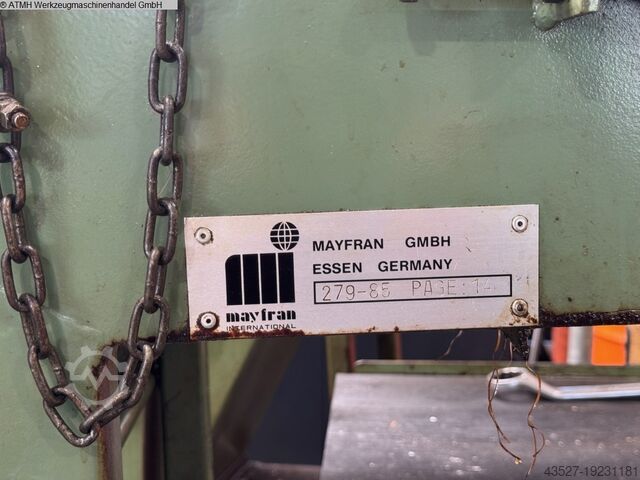 ® ATMH Werkzeugmaschinenhandel GmbH
MAYFRAN GMBH
ESSEN GERMANY
279-85 PAGE:14
mayfran
INTERNATIONAL
43527-19231181